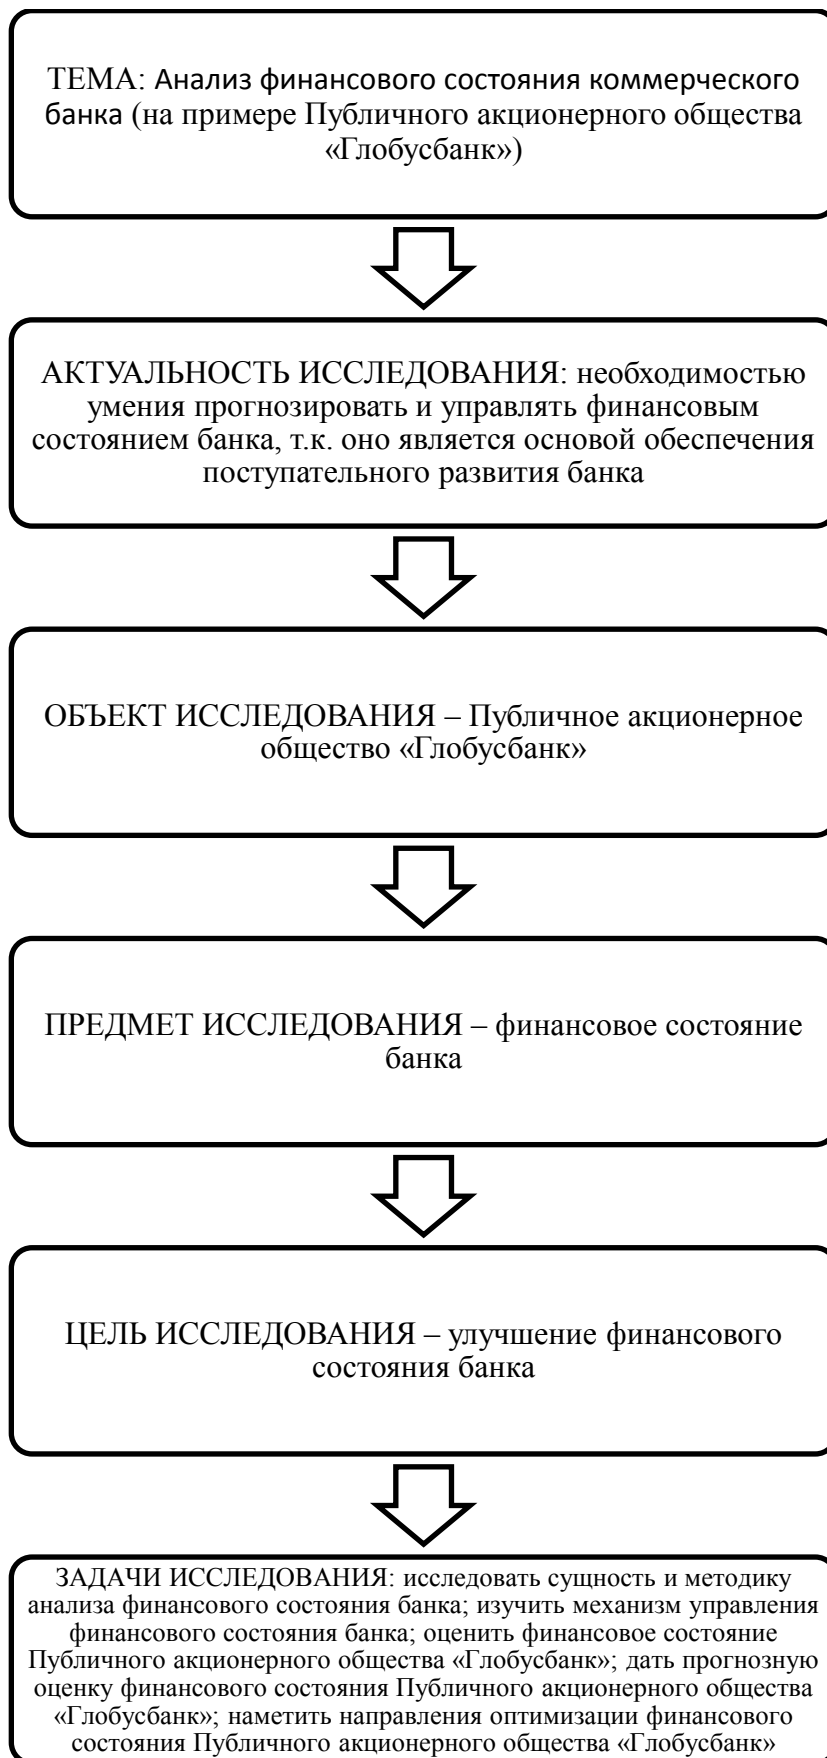 ТЕМА: Анализ финансового состояния коммерческого
банка (на примере Публичного акционерного общества
«Глобусбанк»)
АКТУАЛЬНОСТЬ ИССЛЕДОВАНИЯ: необходимостью
умения прогнозировать и управлять финансовым
состоянием банка, т.к. оно является основой обеспечения
поступательного развития банка
ОБЪЕКТ ИССЛЕДОВАНИЯ – Публичное акционерное
общество «Глобусбанк»
ПРЕДМЕТ ИССЛЕДОВАНИЯ – финансовое состояние
банка
ЦЕЛЬ ИССЛЕДОВАНИЯ – улучшение финансового
состояния банка
ЗАДАЧИ ИССЛЕДОВАНИЯ: исследовать сущность и методику
анализа финансового состояния банка; изучить механизм управления
финансового состояния банка; оценить финансовое состояние
Публичного акционерного общества «Глобусбанк»; дать прогнозную
оценку финансового состояния Публичного акционерного общества
«Глобусбанк»; наметить направления оптимизации финансового
состояния Публичного акционерного общества «Глобусбанк»